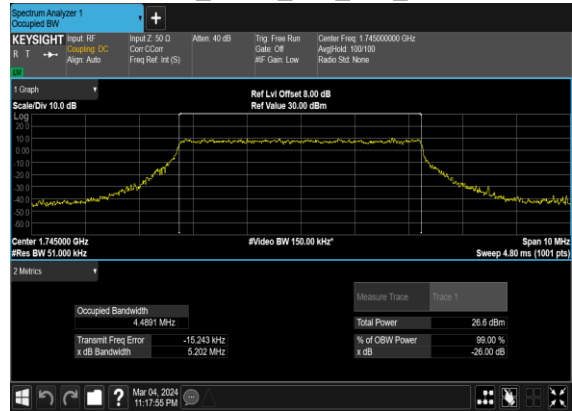 Spectrum Analyzer 1
Occupied BW
KEYSIGHT Input: RF Input Z: 50 Ω Atten: 40 dB Trig: Free Run Center Freq: 1.745000000 GHz
R T Coupling: DC Corr CCorr Gate: Off Avg|Hold: 100/100
Align: Auto Freq Ref: Int (S) #IF Gain: Low Radio Std: None
LW
1 Graph
Ref Lvl Offset 8.00 dB
Scale/Div 10.0 dB Ref Value 30.00 dBm
Log
20.0
10.0
0.00
-10.0
-20.0
-30.0
-40.0
-50.0
-60.0
Center 1.745000 GHz #Video BW 150.00 kHz* Span 10 MHz
#Res BW 51.000 kHz Sweep 4.80 ms (1001 pts)
2 Metrics
Measure Trace Trace 1
Occupied Bandwidth
4.4891 MHz Total Power 26.6 dBm
Transmit Freq Error -15.243 kHz % of OBW Power 99.00 %
x dB Bandwidth 5.202 MHz x dB -26.00 dB
Mar 04, 2024
11:17:55 PM